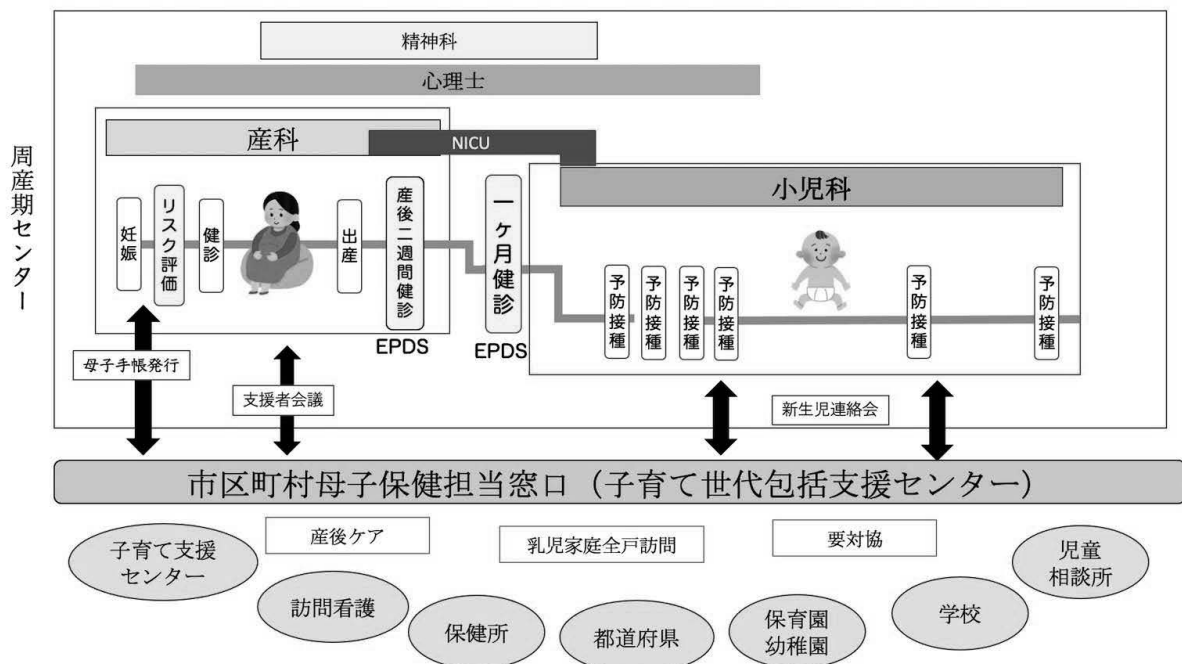 周産期センター
精神科
心理士
産科
NICU
小児科
妊娠
リスク評価
健診
出産
産後二週間健診
EPDS
一ヶ月健診
EPDS
予防接種
予防接種
予防接種
予防接種
予防接種
予防接種
母子手帳発行
支援者会議
新生児連絡会
市区町村母子保健担当窓口（子育て世代包括支援センター）
子育て支援
センター
産後ケア
乳児家庭全戸訪問
要対協
児童
相談所
訪問看護
保健所
都道府県
保育園
幼稚園
学校